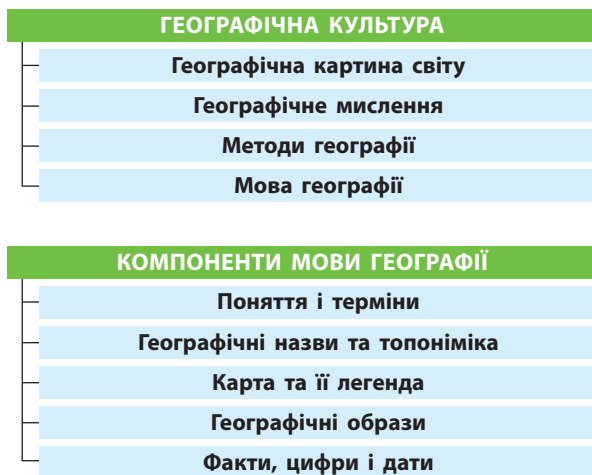 ГЕОГРАФІЧНА КУЛЬТУРА
Географічна картина світу
Географічне мислення
Методи географії
Мова географії
КОМПОНЕНТИ МОВИ ГЕОГРАФІЇ
Поняття і терміни
Географічні назви та топоніміка
Карта та її легенда
Географічні образи
Факти, цифри і дати